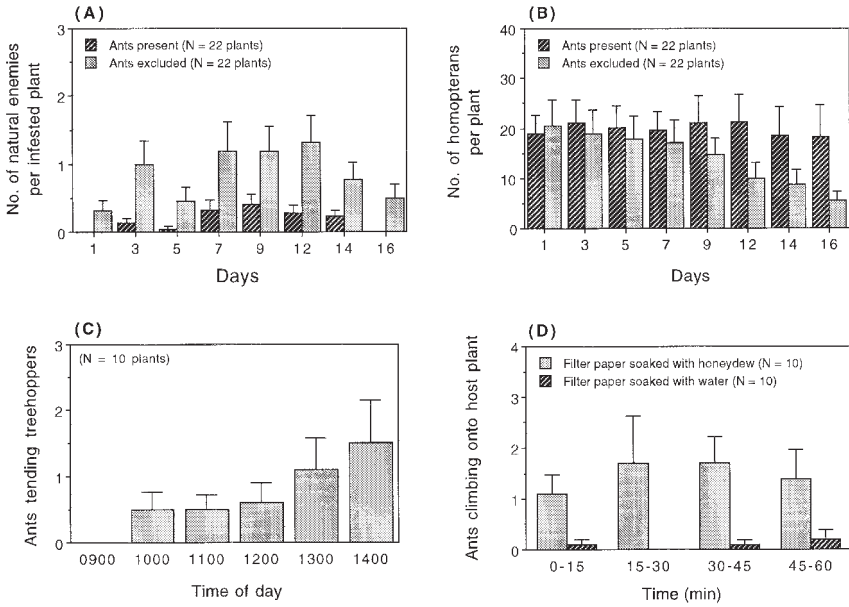 (A)
3
2
1
0
No. of natural enemies
per infested plant
Ants present (N = 22 plants)
Ants excluded (N = 22 plants)
1 3 5 7 9 12 14 16
Days
(B)
40
30
20
10
0
No. of homopterans
per plant
Ants present (N = 22 plants)
Ants excluded (N = 22 plants)
1 3 5 7 9 12 14 16
Days
(C)
3
2
1
0
Ants tending treehoppers
(N = 10 plants)
0900 1000 1100 1200 1300 1400
Time of day
(D)
4
3
2
1
0
Ants climbing onto host plant
Filter paper soaked with honeydew (N = 10)
Filter paper soaked with water (N = 10)
0-15 15-30 30-45 45-60
Time (min)